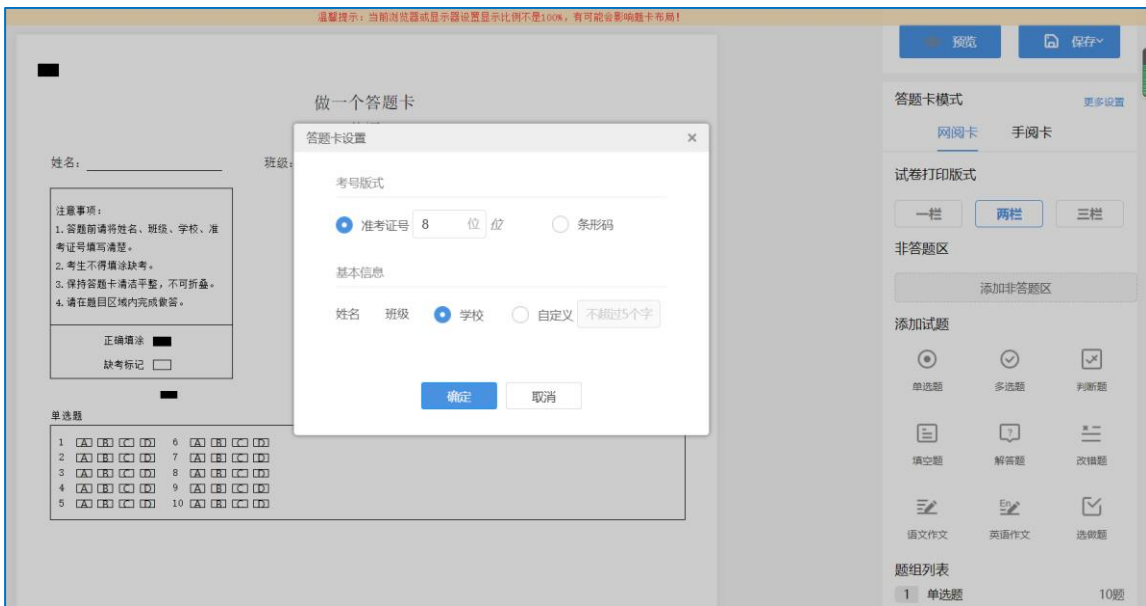 温馨提示：当前浏览器或显示器设置显示比例不是100%，有可能会影响题卡布局！
预览
保存
做一个答题卡
姓名：
班级：
注意事项：
1.答题前请将姓名、班级、学校、准
考证号填写清楚。
2.考生不得填涂缺考。
3.保持答题卡清洁平整，不可折叠。
4.请在题目区域内完成做答。
正确填涂
缺考标记
单选题
1 [A] [B] [C] [D] 6 [A] [B] [C] [D]
2 [A] [B] [C] [D] 7 [A] [B] [C] [D]
3 [A] [B] [C] [D] 8 [A] [B] [C] [D]
4 [A] [B] [C] [D] 9 [A] [B] [C] [D]
5 [A] [B] [C] [D] 10 [A] [B] [C] [D]
答题卡设置 ×
考号版式
准考证号 8 位 位 条形码
基本信息
姓名 班级 学校 自定义 不超过5个字
确定 取消
答题卡模式 更多设置
网阅卡 手阅卡
试卷打印版式
一栏 两栏 三栏
非答题区
添加非答题区
添加试题
单选题 多选题 判断题
填空题 解答题 改错题
语文作文 英语作文 选做题
题组列表
1 单选题 10题